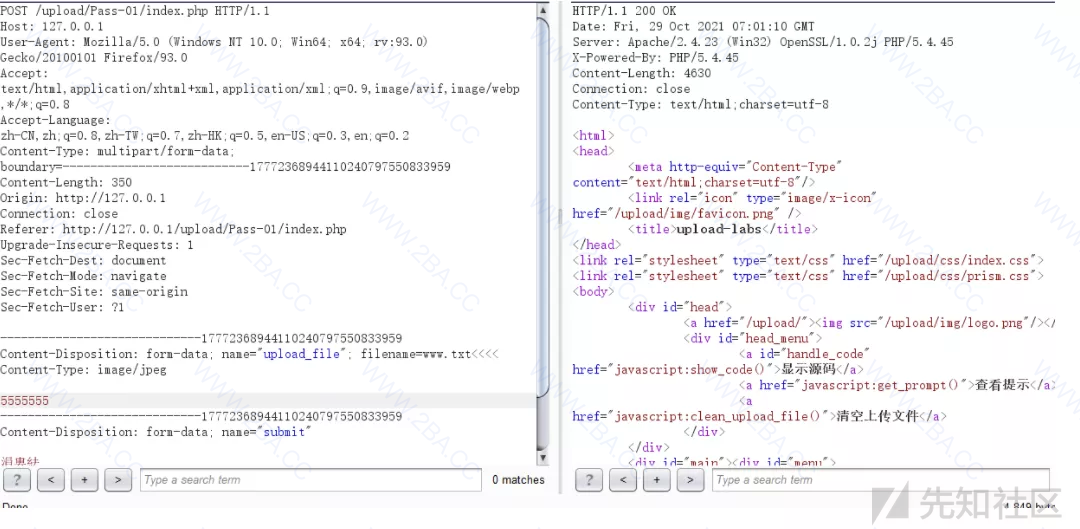 POST /upload/Pass-01/index.php HTTP/1.1
Host: 127.0.0.1
User-Agent: Mozilla/5.0 (Windows NT 10.0; Win64; x64; rv:93.0)
Gecko/20100101 Firefox/93.0
Accept:
text/html,application/xhtml+xml,application/xml;q=0.9,image/avif,image/webp
,*/*;q=0.8
Accept-Language:
zh-CN,zh;q=0.8,zh-TW;q=0.7,zh-HK;q=0.5,en-US;q=0.3,en;q=0.2
Content-Type: multipart/form-data;
boundary=---------------------------177723689441102407975508339​59
Content-Length: 350
Origin: http://127.0.0.1
Connection: close
Referer: http://127.0.0.1/upload/Pass-01/index.php
Upgrade-Insecure-Requests: 1
Sec-Fetch-Dest: document
Sec-Fetch-Mode: navigate
Sec-Fetch-Site: same-origin
Sec-Fetch-User: ?1
-----------------------------17772368944110240797550833959
Content-Disposition: form-data; name="upload_file"; filename=www.txt<<<<
Content-Type: image/jpeg
5555555
-----------------------------17772368944110240797550833959
Content-Disposition: form-data; name="submit"
? < + > Type a search term 0 matches
HTTP/1.1 200 OK
Date: Fri, 29 Oct 2021 07:01:10 GMT
Server: Apache/2.4.23 (Win32) OpenSSL/1.0.2j PHP/5.4.45
X-Powered-By: PHP/5.4.45
Content-Length: 4630
Connection: close
Content-Type: text/html;charset=utf-8
<html>
<head>
<meta http-equiv="Content-Type"
content="text/html;charset=utf-8"/>
<link rel="icon" type="image/x-icon"
href="/upload/img/favicon.png" />
<title>upload-labs</title>
</head>
<link rel="stylesheet" type="text/css" href="/upload/css/index.css">
<link rel="stylesheet" type="text/css" href="/upload/css/prism.css">
<body>
<div id="head">
<a href="/upload/"><img src="/upload/img/logo.png"/></
<div id="head_menu">
<a id="handle_code"
href="javascript:show_code()">显示源码</a>
<a href="javascript:get_prompt()">查看提示</a>
<a
href="javascript:clean_upload_file()">清空上传文件</a>
</div>
</div>
<div id="main"><div id="menu">
? < + > Type a search term
Done
先知社区
WWW.2BA.CC